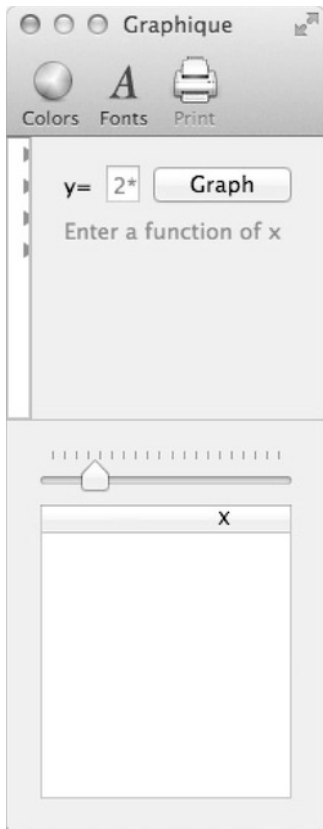 Graphique
Colors Fonts Print
y= 2* Graph
Enter a function of x
X